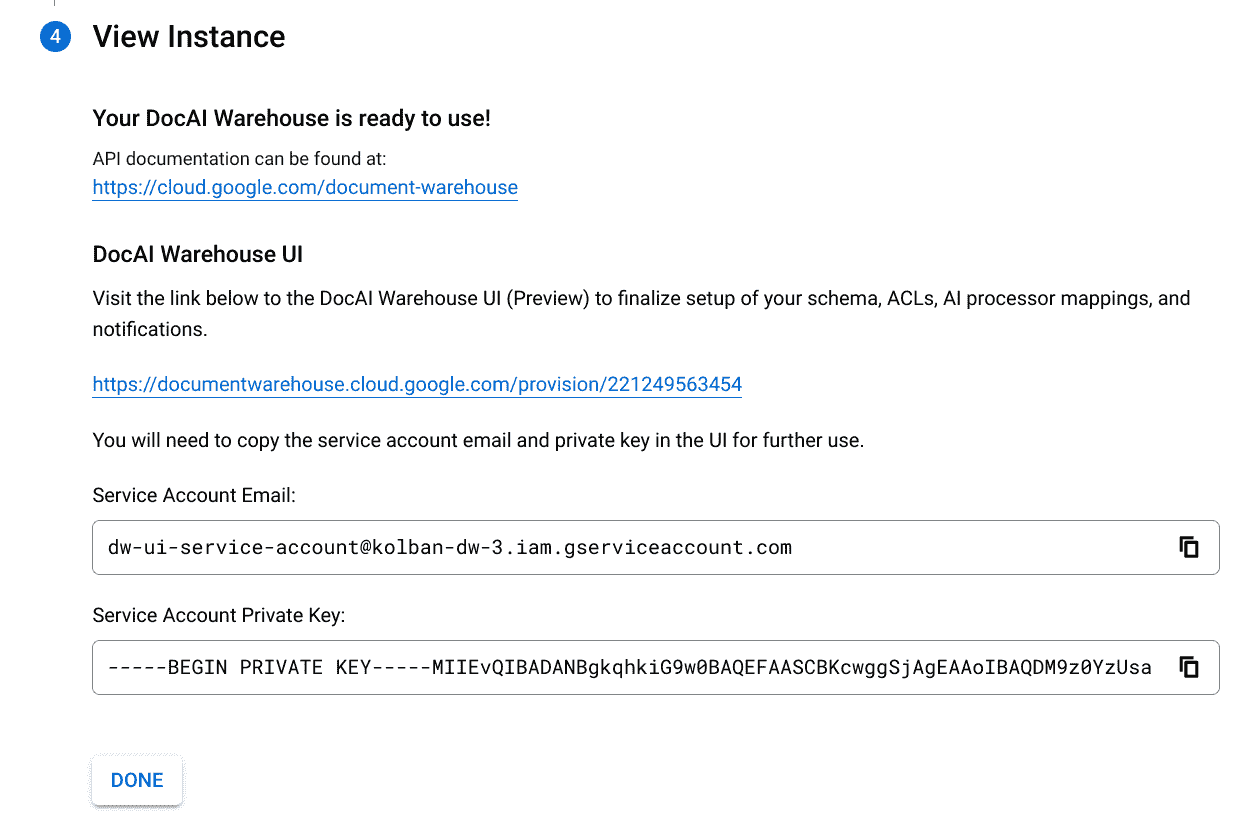 4 View Instance
Your DocAI Warehouse is ready to use!
API documentation can be found at:
https://cloud.google.com/document-warehouse
DocAI Warehouse UI
Visit the link below to the DocAI Warehouse UI (Preview) to finalize setup of your schema, ACLs, AI processor mappings, and
notifications.
https://documentwarehouse.cloud.google.com/provision/221249563454
You will need to copy the service account email and private key in the UI for further use.
Service Account Email:
dw-ui-service-account@kolban-dw-3.iam.gserviceaccount.com
Service Account Private Key:
-----BEGIN PRIVATE KEY-----MIIEvQIBADANBgkqhkiG9w0BAQEFAASCBKcwggSjAgEAAoIBAQDM9z0YzUsa
DONE